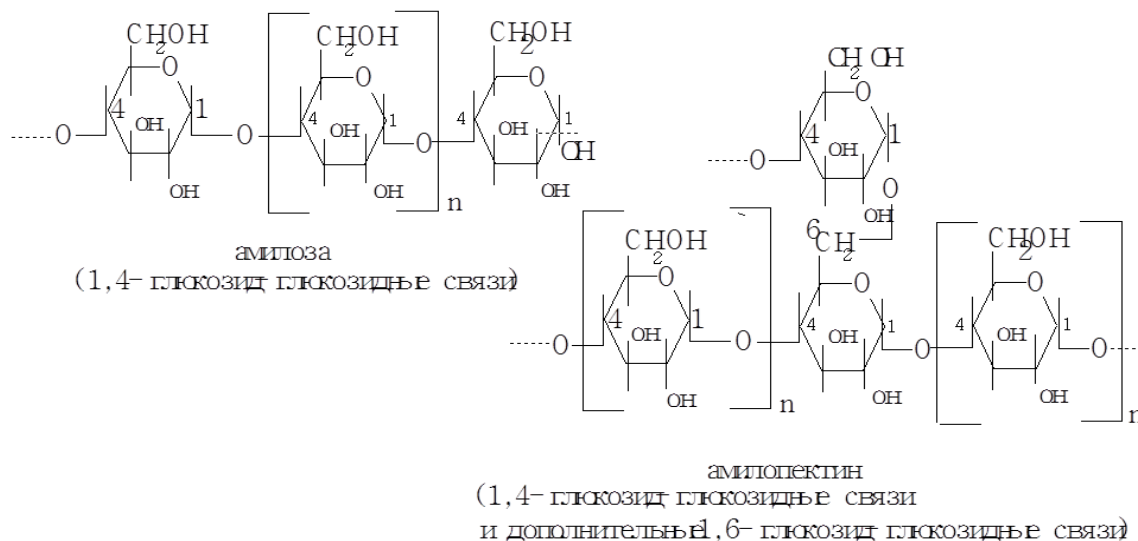 CH2OH CH2OH CH2OH
O O O
4 1 4 1 4 1
OH OH OH
O O O OH
OH OH OH
n
амилоза
(1,4- глюкозид- глюкозидные связи)
CH2OH
O
4 1
OH
O O
OH
6 CH2
CH2OH CH2OH
O O O
4 1 4 1 4 1
OH OH OH
O O O O
OH OH OH
n n
амилопектин
(1,4- глюкозид- глюкозидные связи
и дополнительные 1,6- глюкозид- глюкозидные связи)